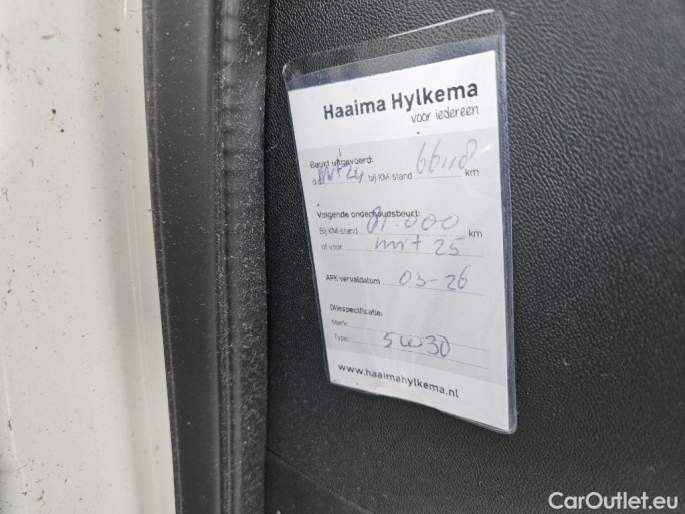 Haaima Hylkema
voor iedereen
Beurt uitgevoerd:
mrt 24 bij KM-stand 66118 km
Volgende onderhoudsbeurt:
Bij KM-stand 81.000 km
of voor mrt 25
APK vervaldatum 03-26
Oliespecificatie:
Merk
Type 5w30
www.haaimahylkema.nl
CarOutlet.eu